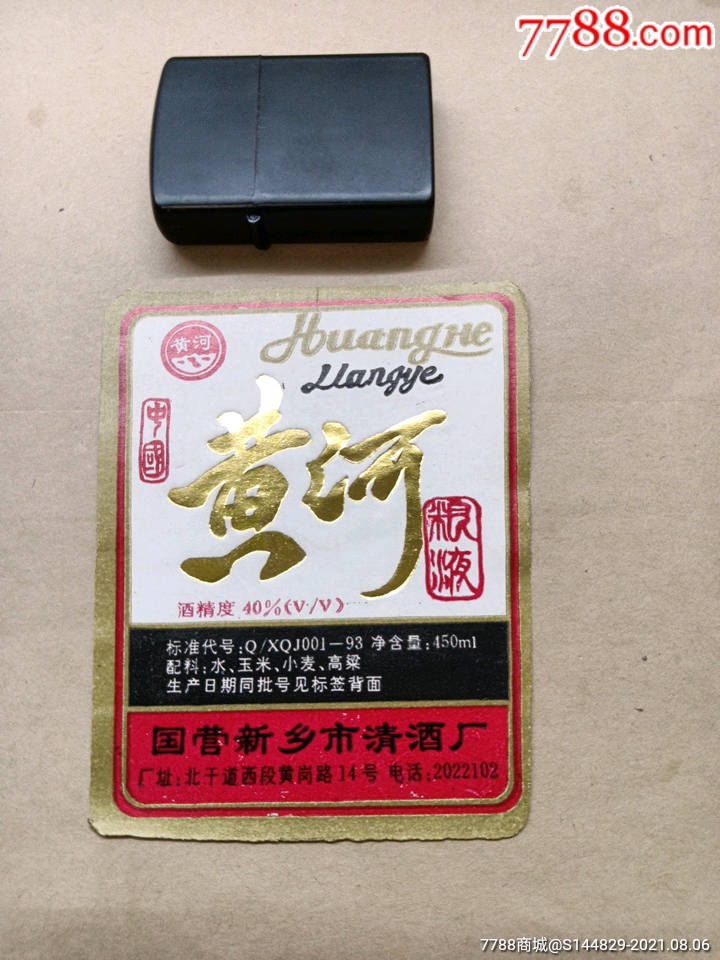 7788.com
黄河
HuangHe
Liangye
中國
黄河
粮液
酒精度 40%(V/V)
标准代号:Q/XQJ001-93 净含量:450ml
配料:水、玉米、小麦、高粱
生产日期同批号见标签背面
国营新乡市清酒厂
厂址:北干道西段黄岗路14号 电话:2022102
7788商城@S144829-2021.08.06